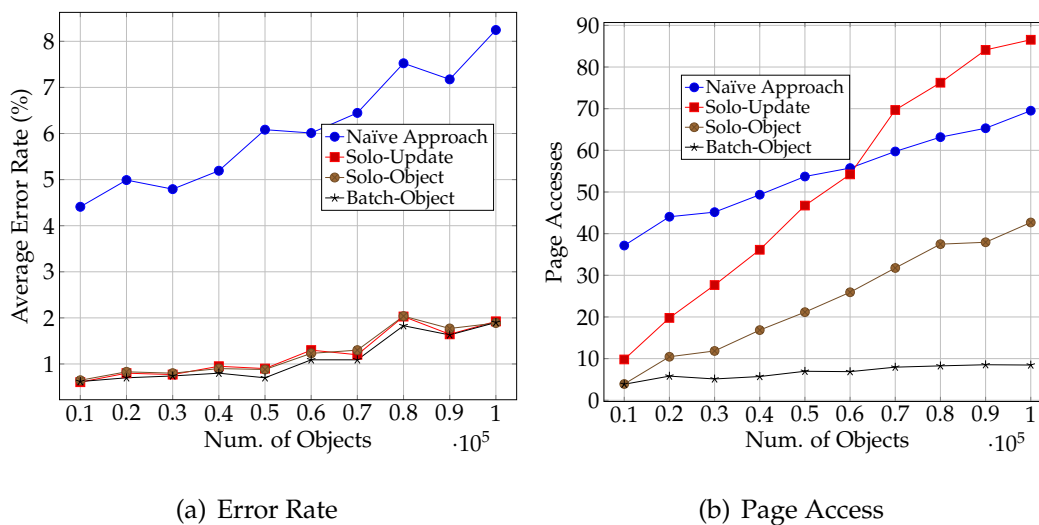 8
7
6
5
4
3
2
1
Average Error Rate (%)
Naïve Approach
Solo-Update
Solo-Object
Batch-Object
0.1 0.2 0.3 0.4 0.5 0.6 0.7 0.8 0.9 1
Num. of Objects
·10⁵
(a) Error Rate
90
80
70
60
50
40
30
20
10
0
Page Accesses
Naïve Approach
Solo-Update
Solo-Object
Batch-Object
0.1 0.2 0.3 0.4 0.5 0.6 0.7 0.8 0.9 1
Num. of Objects
·10⁵
(b) Page Access